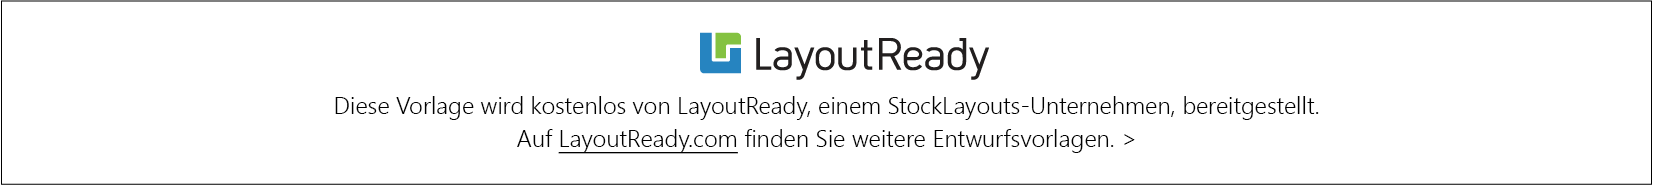 LayoutReady
Diese Vorlage wird kostenlos von LayoutReady, einem StockLayouts-Unternehmen, bereitgestellt.
Auf LayoutReady.com finden Sie weitere Entwurfsvorlagen. >